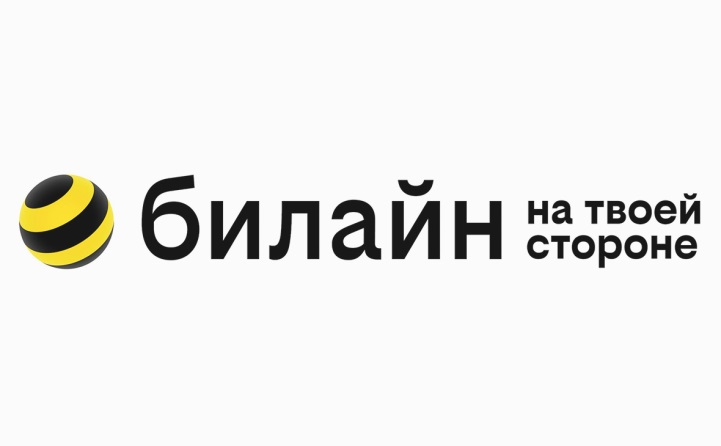 билайн
на твоей
стороне